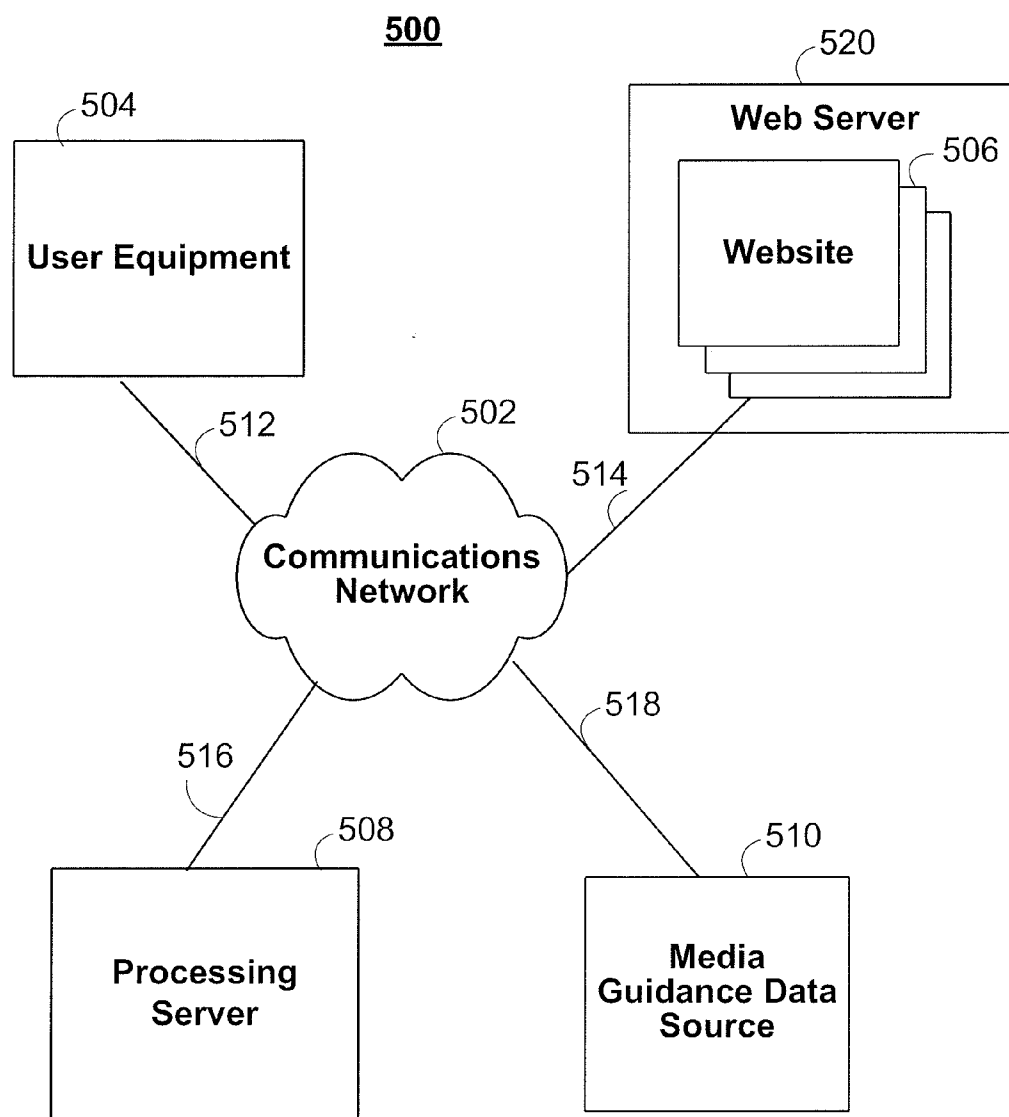 500
520
504
Web Server
506
User Equipment
Website
502
512
514
Communications
Network
518
516
508
510
Processing
Server
Media
Guidance Data
Source